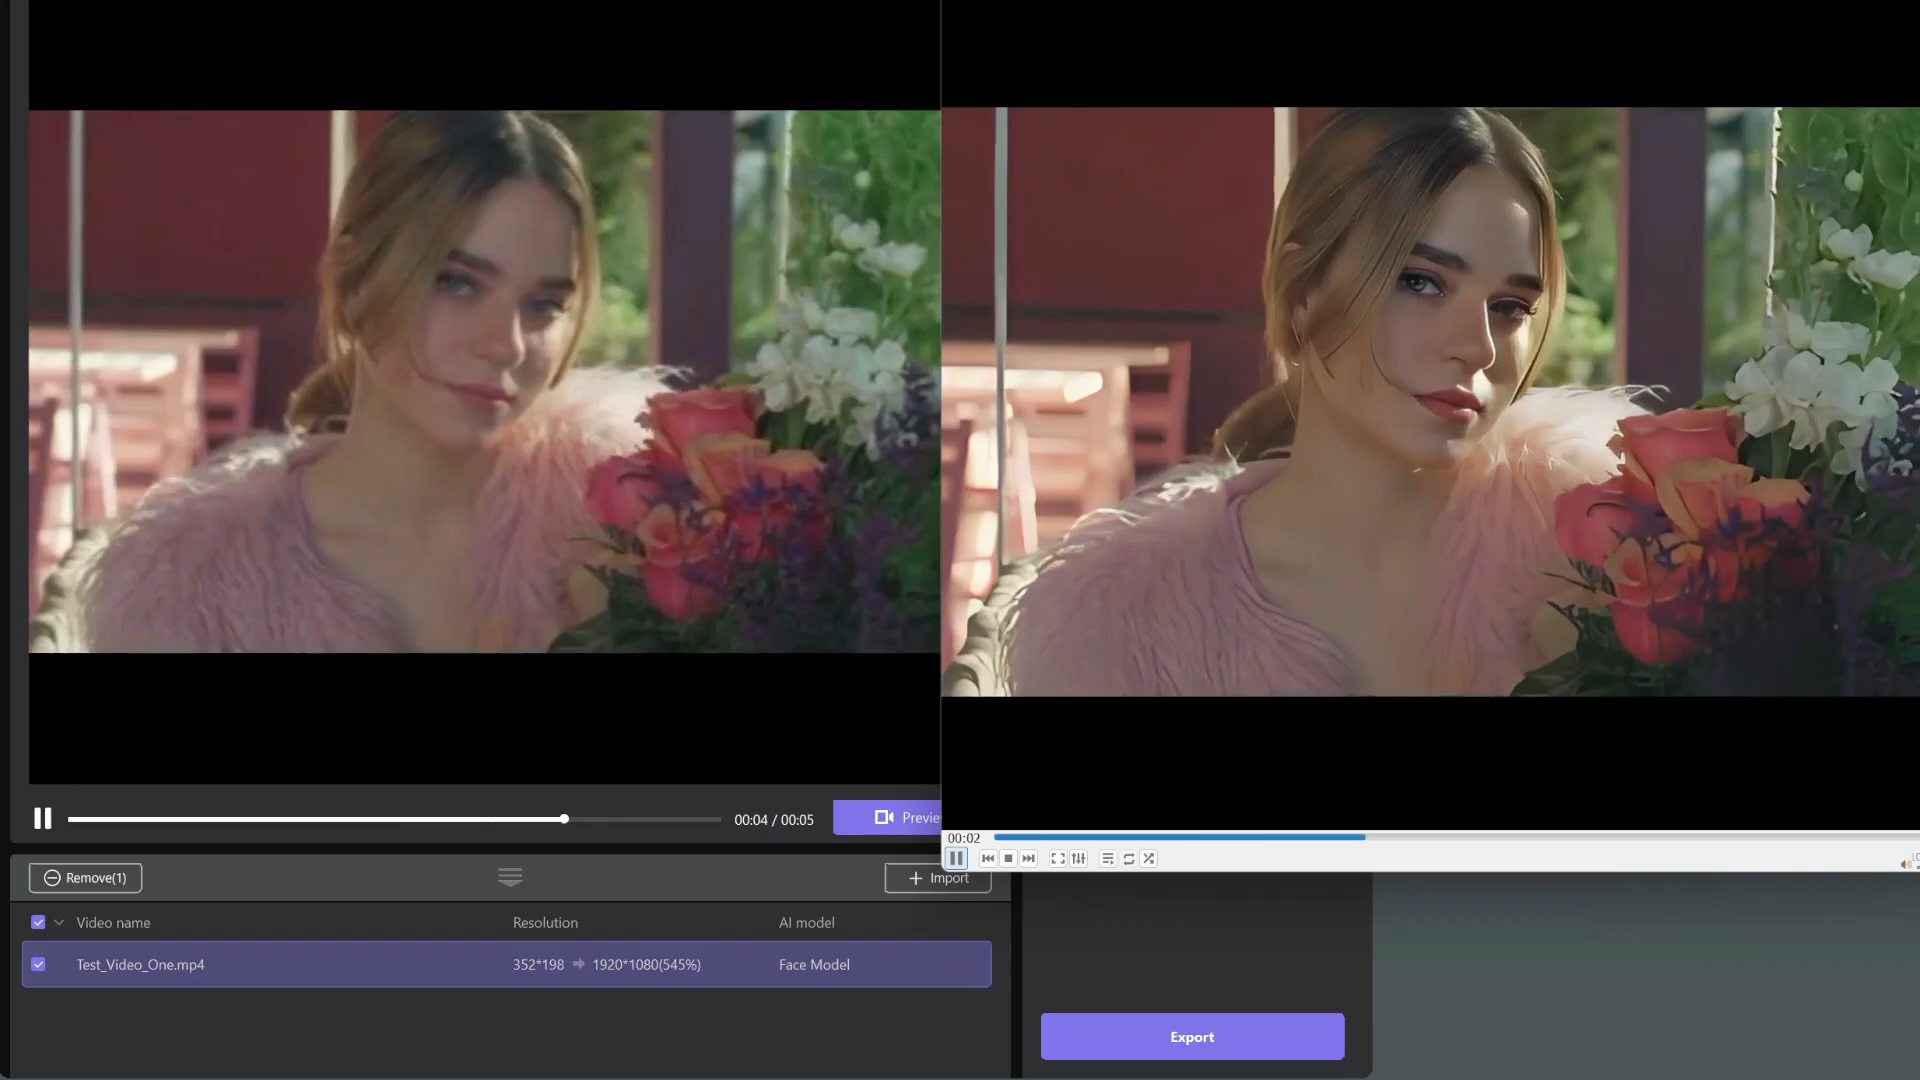 00:04 / 00:05
Previe
00:02
Remove(1)
Import
Video name Resolution AI model
Test_Video_One.mp4 352*198 1920*1080(545%) Face Model
Export